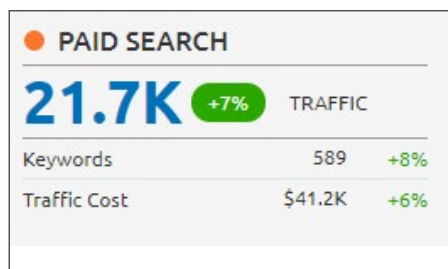 PAID SEARCH
21.7K +7% TRAFFIC
Keywords 589 +8%
Traffic Cost $41.2K +6%